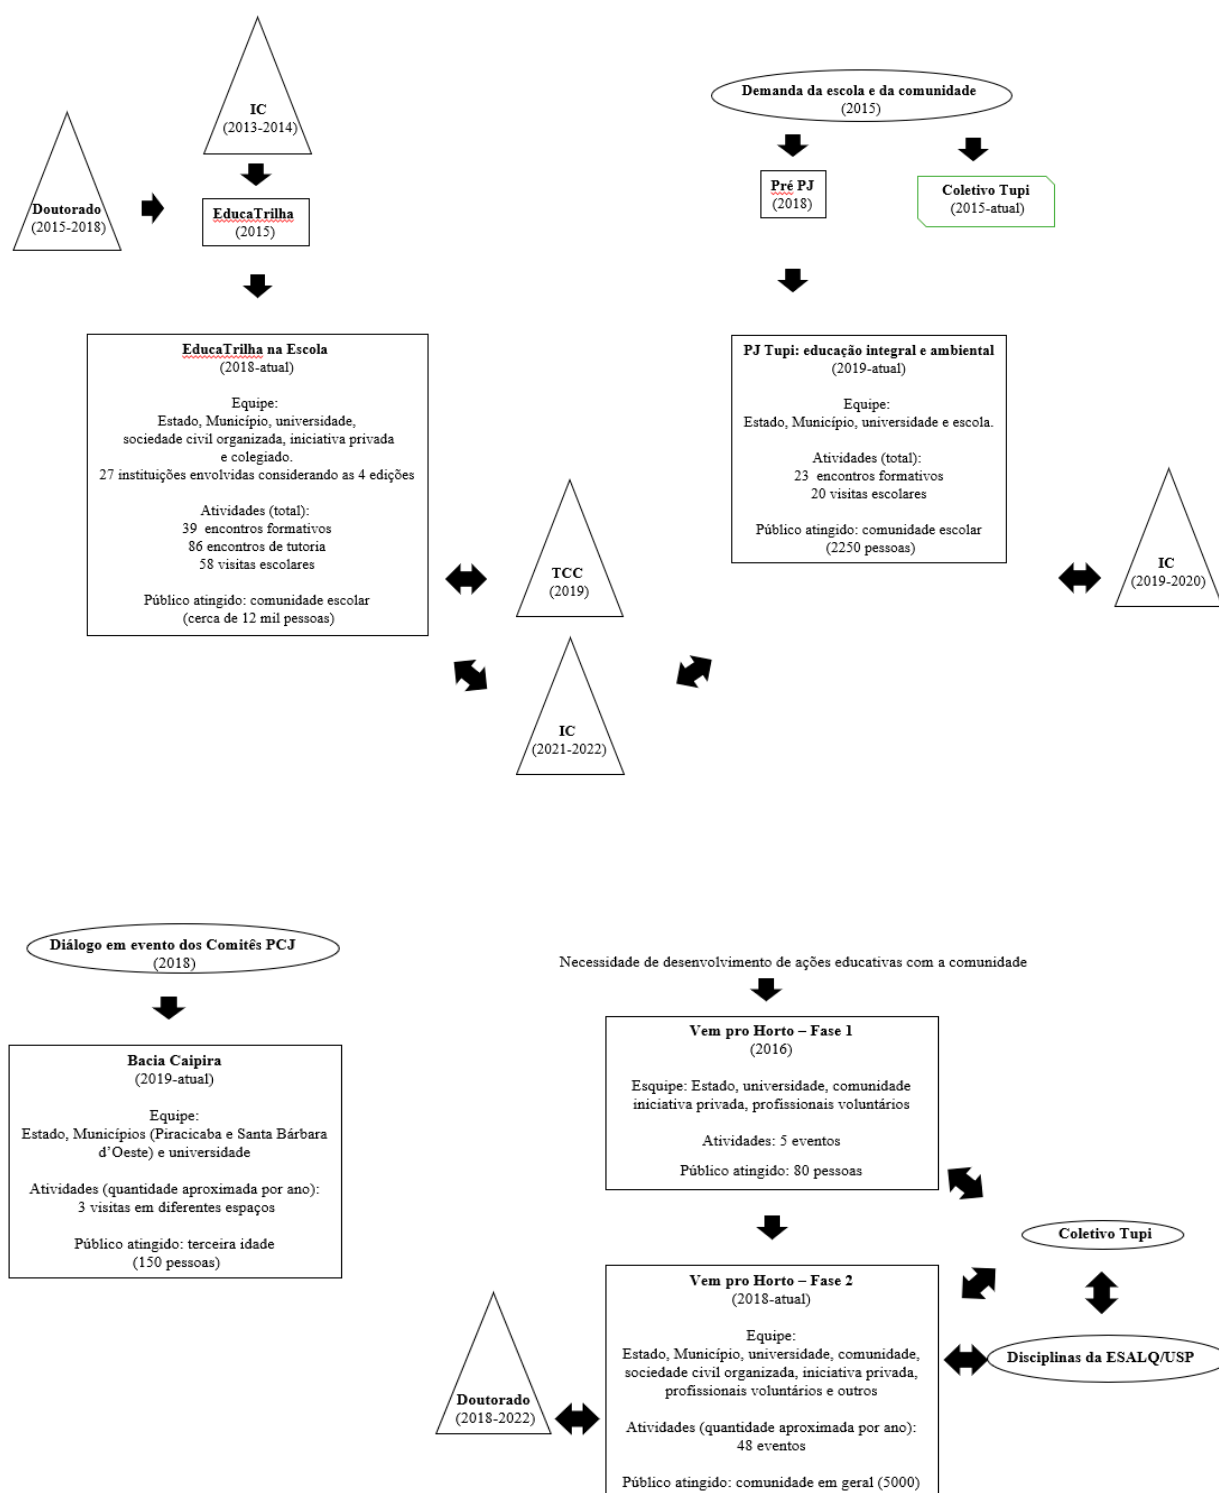 IC
(2013-2014)
Doutorado
(2015-2018)
EducaTrilha
(2015)
EducaTrilha na Escola
(2018-atual)
Equipe:
Estado, Município, universidade,
sociedade civil organizada, iniciativa privada
e colegiado.
27 instituições envolvidas considerando as 4 edições
Atividades (total):
39 encontros formativos
86 encontros de tutoria
58 visitas escolares
Público atingido: comunidade escolar
(cerca de 12 mil pessoas)
TCC
(2019)
IC
(2021-2022)
Demanda da escola e da comunidade
(2015)
Pré PJ
(2018)
Coletivo Tupi
(2015-atual)
PJ Tupi: educação integral e ambiental
(2019-atual)
Equipe:
Estado, Município, universidade e escola.
Atividades (total):
23 encontros formativos
20 visitas escolares
Público atingido: comunidade escolar
(2250 pessoas)
IC
(2019-2020)
Diálogo em evento dos Comitês PCJ
(2018)
Bacia Caipira
(2019-atual)
Equipe:
Estado, Municípios (Piracicaba e Santa Bárbara
d’Oeste) e universidade
Atividades (quantidade aproximada por ano):
3 visitas em diferentes espaços
Público atingido: terceira idade
(150 pessoas)
Necessidade de desenvolvimento de ações educativas com a comunidade
Vem pro Horto – Fase 1
(2016)
Esquipe: Estado, universidade, comunidade
iniciativa privada, profissionais voluntários
Atividades: 5 eventos
Público atingido: 80 pessoas
Coletivo Tupi
Disciplinas da ESALQ/USP
Vem pro Horto – Fase 2
(2018-atual)
Equipe:
Estado, Município, universidade, comunidade,
sociedade civil organizada, iniciativa privada,
profissionais voluntários e outros
Atividades (quantidade aproximada por ano):
48 eventos
Público atingido: comunidade em geral (5000)
Doutorado
(2018-2022)